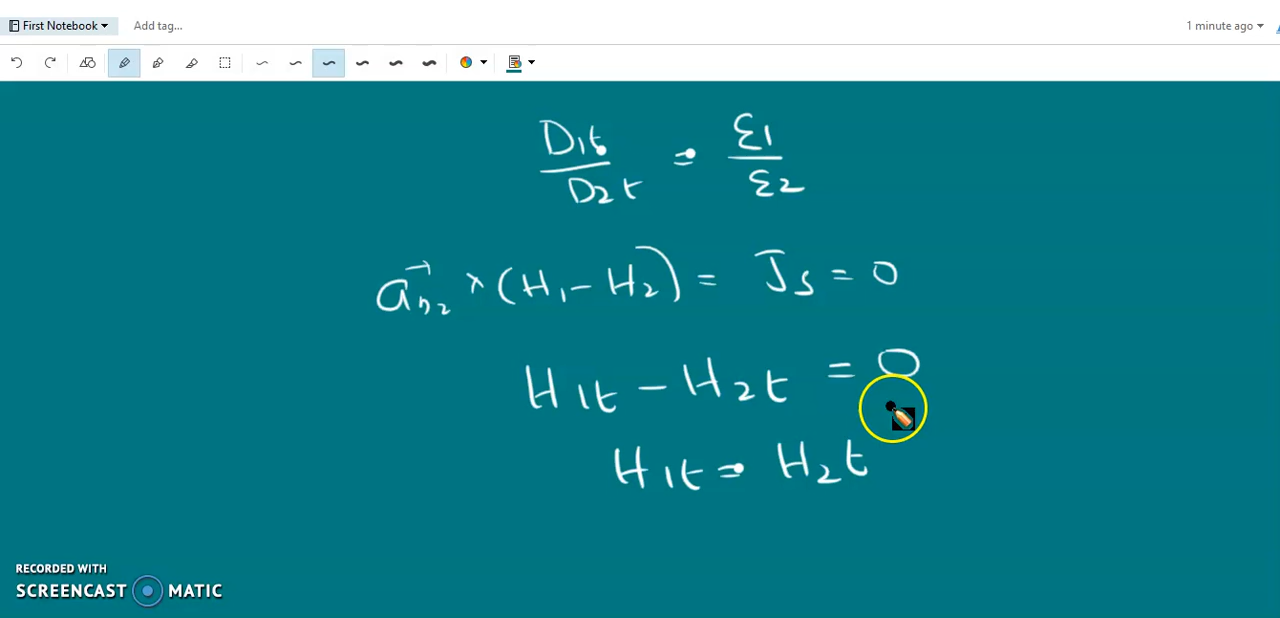 First Notebook Add tag... 1 minute ago
D1t / D2t = ε1 / ε2
a⃗n2 × (H1 - H2) = Js = 0
H1t - H2t = 0
H1t = H2t
RECORDED WITH
SCREENCAST MATIC